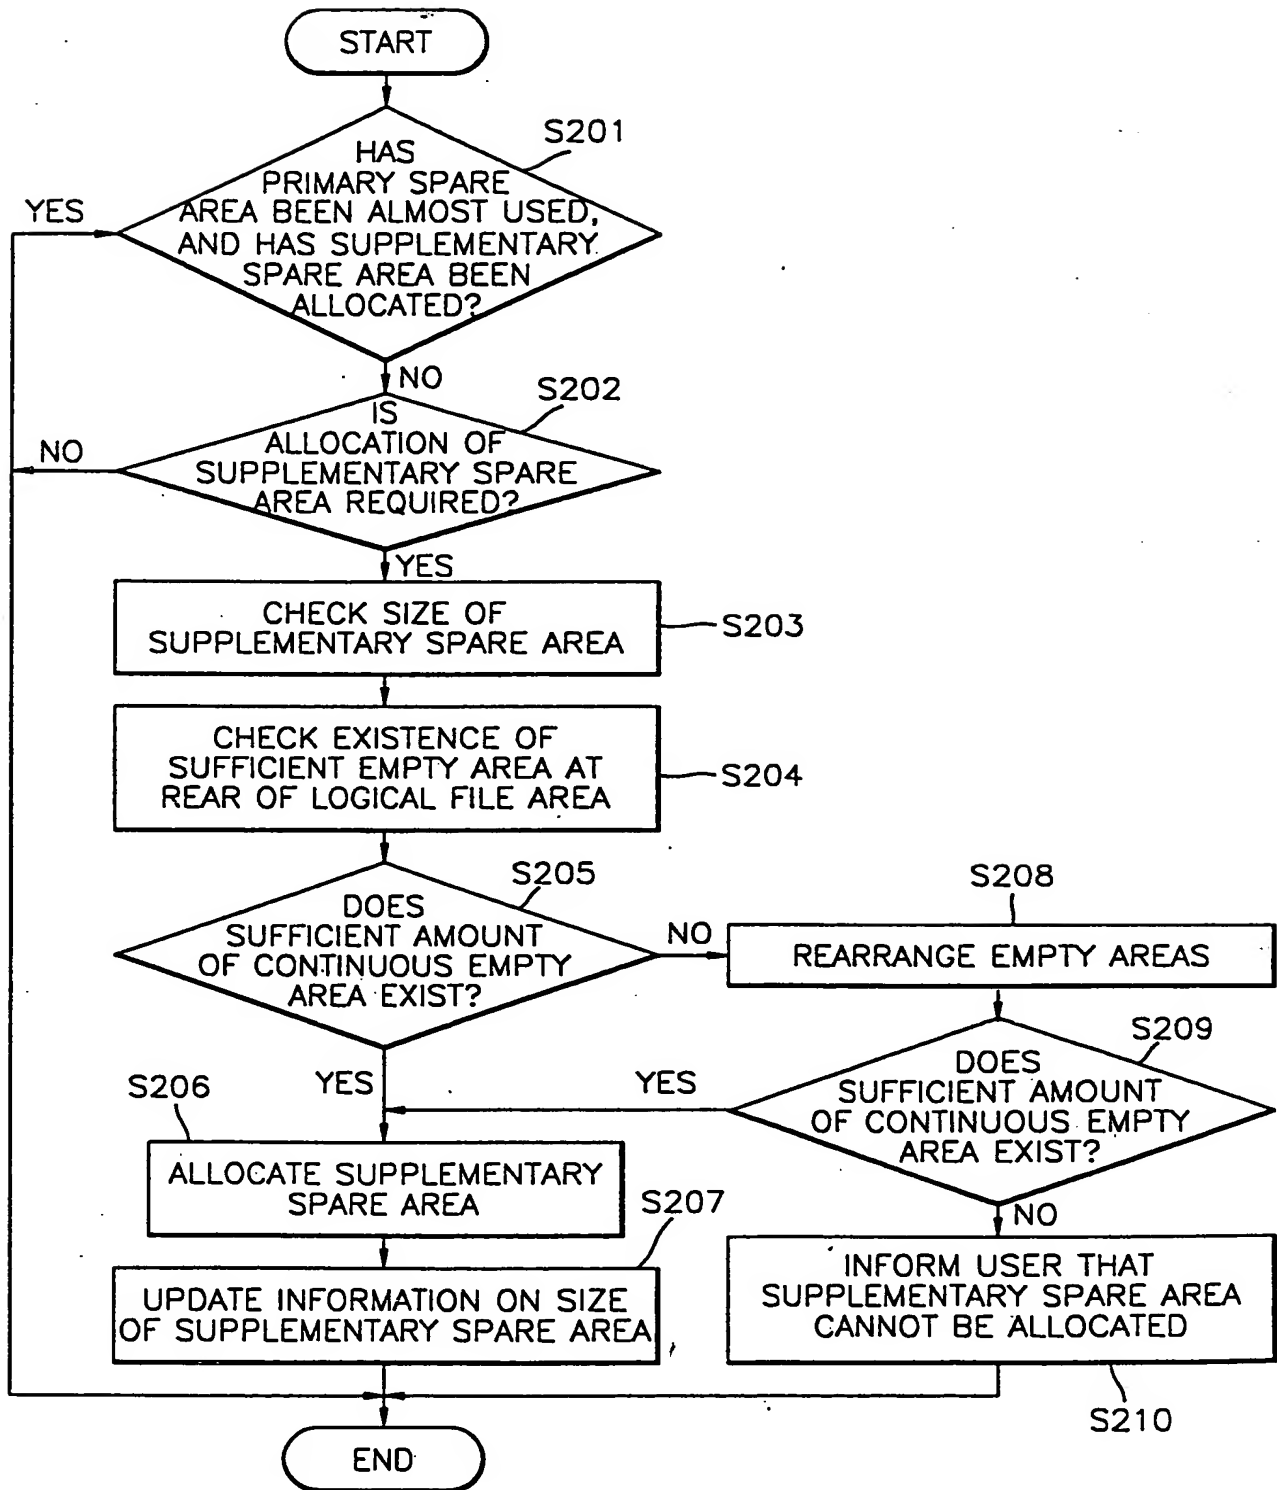 START
S201
HAS
PRIMARY SPARE
AREA BEEN ALMOST USED,
AND HAS SUPPLEMENTARY
SPARE AREA BEEN
ALLOCATED?
YES
NO
S202
IS
ALLOCATION OF
SUPPLEMENTARY SPARE
AREA REQUIRED?
NO
YES
CHECK SIZE OF
SUPPLEMENTARY SPARE AREA
S203
CHECK EXISTENCE OF
SUFFICIENT EMPTY AREA AT
REAR OF LOGICAL FILE AREA
S204
S205
DOES
SUFFICIENT AMOUNT
OF CONTINUOUS EMPTY
AREA EXIST?
NO
S208
REARRANGE EMPTY AREAS
S209
DOES
SUFFICIENT AMOUNT
OF CONTINUOUS EMPTY
AREA EXIST?
YES
YES
S206
ALLOCATE SUPPLEMENTARY
SPARE AREA
S207
UPDATE INFORMATION ON SIZE
OF SUPPLEMENTARY SPARE AREA
NO
INFORM USER THAT
SUPPLEMENTARY SPARE AREA
CANNOT BE ALLOCATED
S210
END